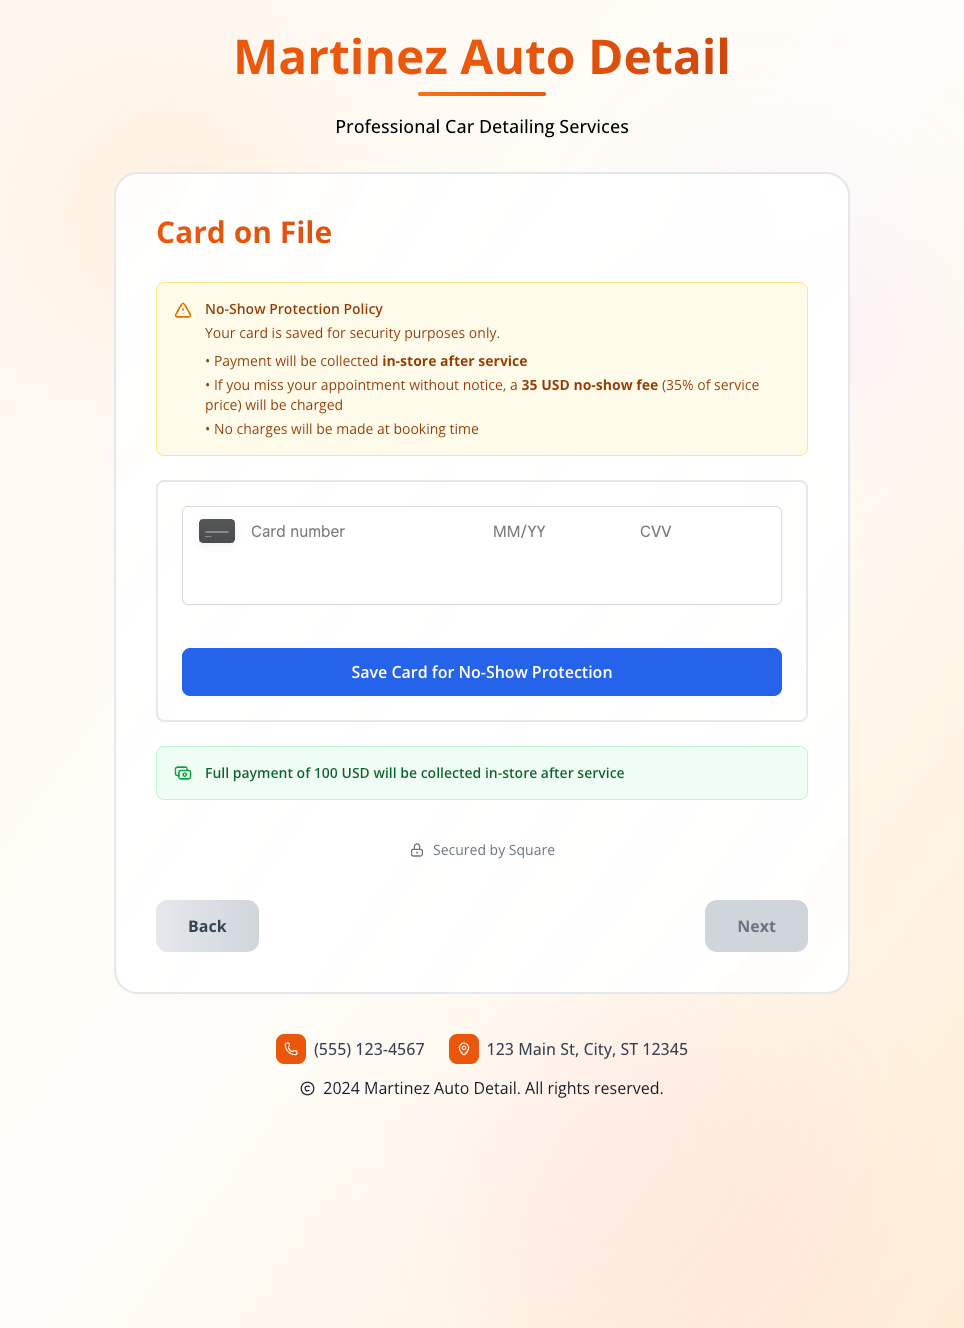 Martinez Auto Detail
Professional Car Detailing Services
Card on File
No-Show Protection Policy
Your card is saved for security purposes only.
• Payment will be collected in-store after service
• If you miss your appointment without notice, a 35 USD no-show fee (35% of service
price) will be charged
• No charges will be made at booking time
Card number MM/YY CVV
Save Card for No-Show Protection
Full payment of 100 USD will be collected in-store after service
Secured by Square
Back Next
(555) 123-4567 123 Main St, City, ST 12345
© 2024 Martinez Auto Detail. All rights reserved.